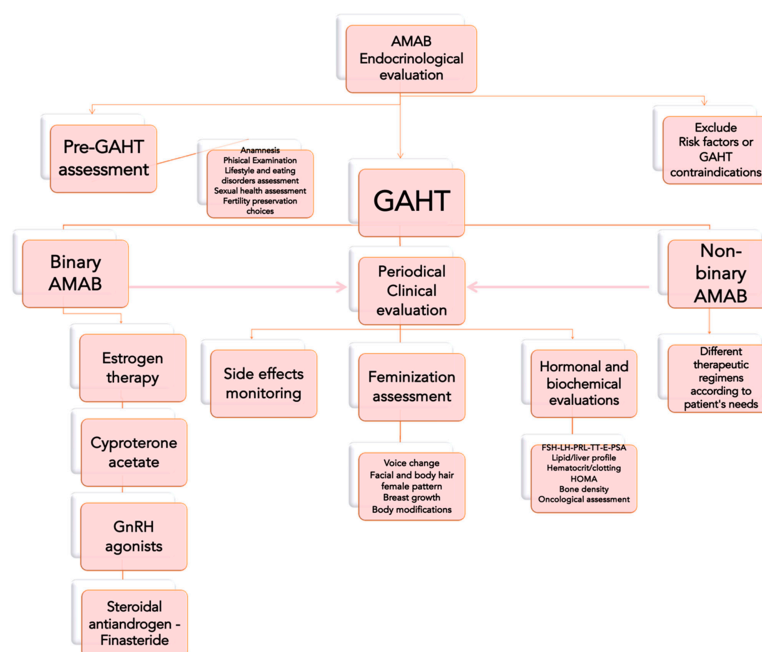 AMAB
Endocrinological
evaluation
Pre-GAHT
assessment
Anamnesis
Phisical Examination
Lifestyle and eating
disorders assessment
Sexual health assessment
Fertility preservation
choices
Exclude
Risk factors or
GAHT
contraindications
GAHT
Binary
AMAB
Periodical
Clinical
evaluation
Non-
binary
AMAB
Estrogen
therapy
Side effects
monitoring
Feminization
assessment
Hormonal and
biochemical
evaluations
Different
therapeutic
regimens
according to
patient's needs
Cyproterone
acetate
Voice change
Facial and body hair
female pattern
Breast growth
Body modifications
FSH-LH-PRL-TT-E-PSA
Lipid/liver profile
Hematocrit/clotting
HOMA
Bone density
Oncological assessment
GnRH
agonists
Steroidal
antiandrogen -
Finasteride